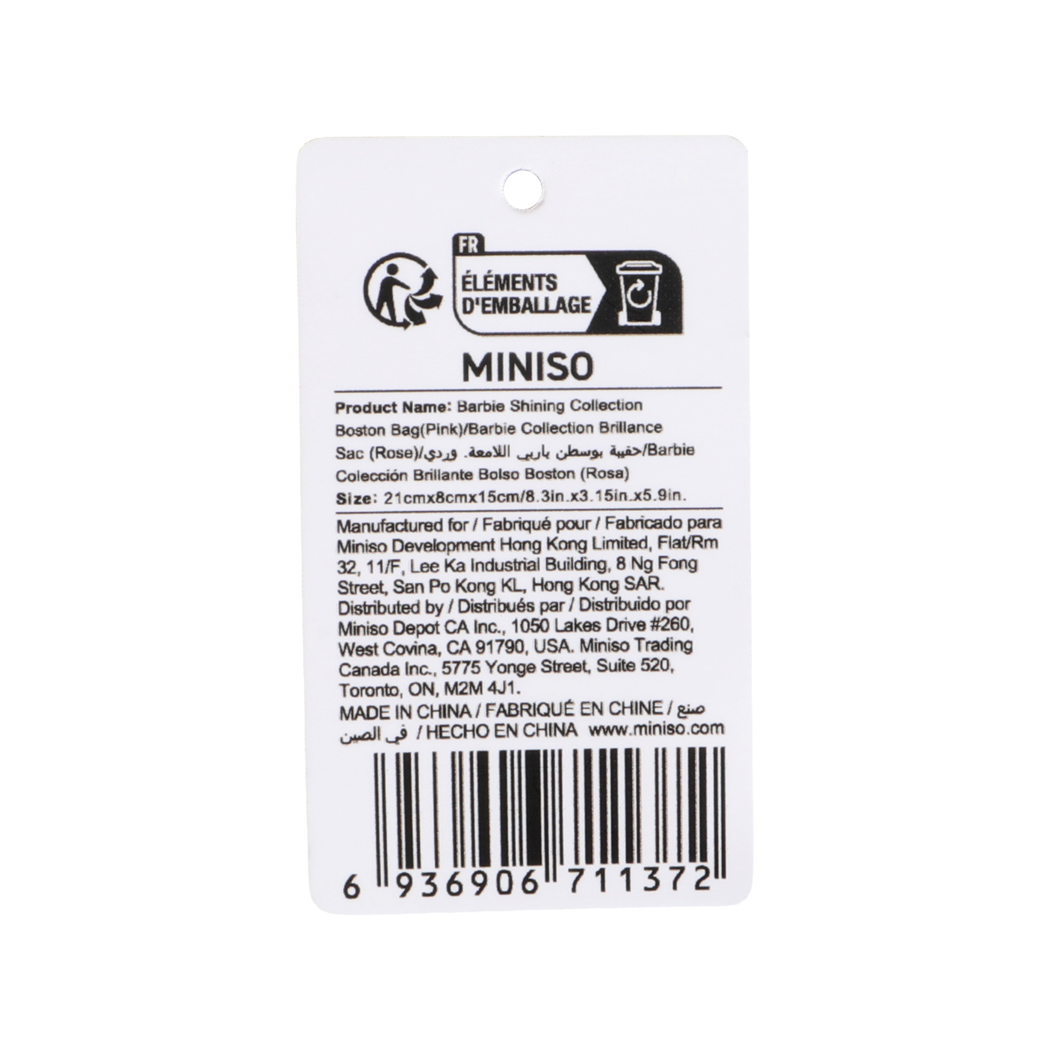 FR
ÉLÉMENTS
D'EMBALLAGE
MINISO
Product Name: Barbie Shining Collection
Boston Bag(Pink)/Barbie Collection Brillance
Sac (Rose)/حقيبة بوسطن باربي اللامعة. وردي/Barbie
Colección Brillante Bolso Boston (Rosa)
Size: 21cmx8cmx15cm/8.3in.x3.15in.x5.9in.
Manufactured for / Fabriqué pour / Fabricado para
Miniso Development Hong Kong Limited, Flat/Rm
32, 11/F, Lee Ka Industrial Building, 8 Ng Fong
Street, San Po Kong KL, Hong Kong SAR.
Distributed by / Distribués par / Distribuido por
Miniso Depot CA Inc., 1050 Lakes Drive #260,
West Covina, CA 91790, USA. Miniso Trading
Canada Inc., 5775 Yonge Street, Suite 520,
Toronto, ON, M2M 4J1.
MADE IN CHINA / FABRIQUÉ EN CHINE / صنع
في الصين / HECHO EN CHINA www.miniso.com
6 936906 711372